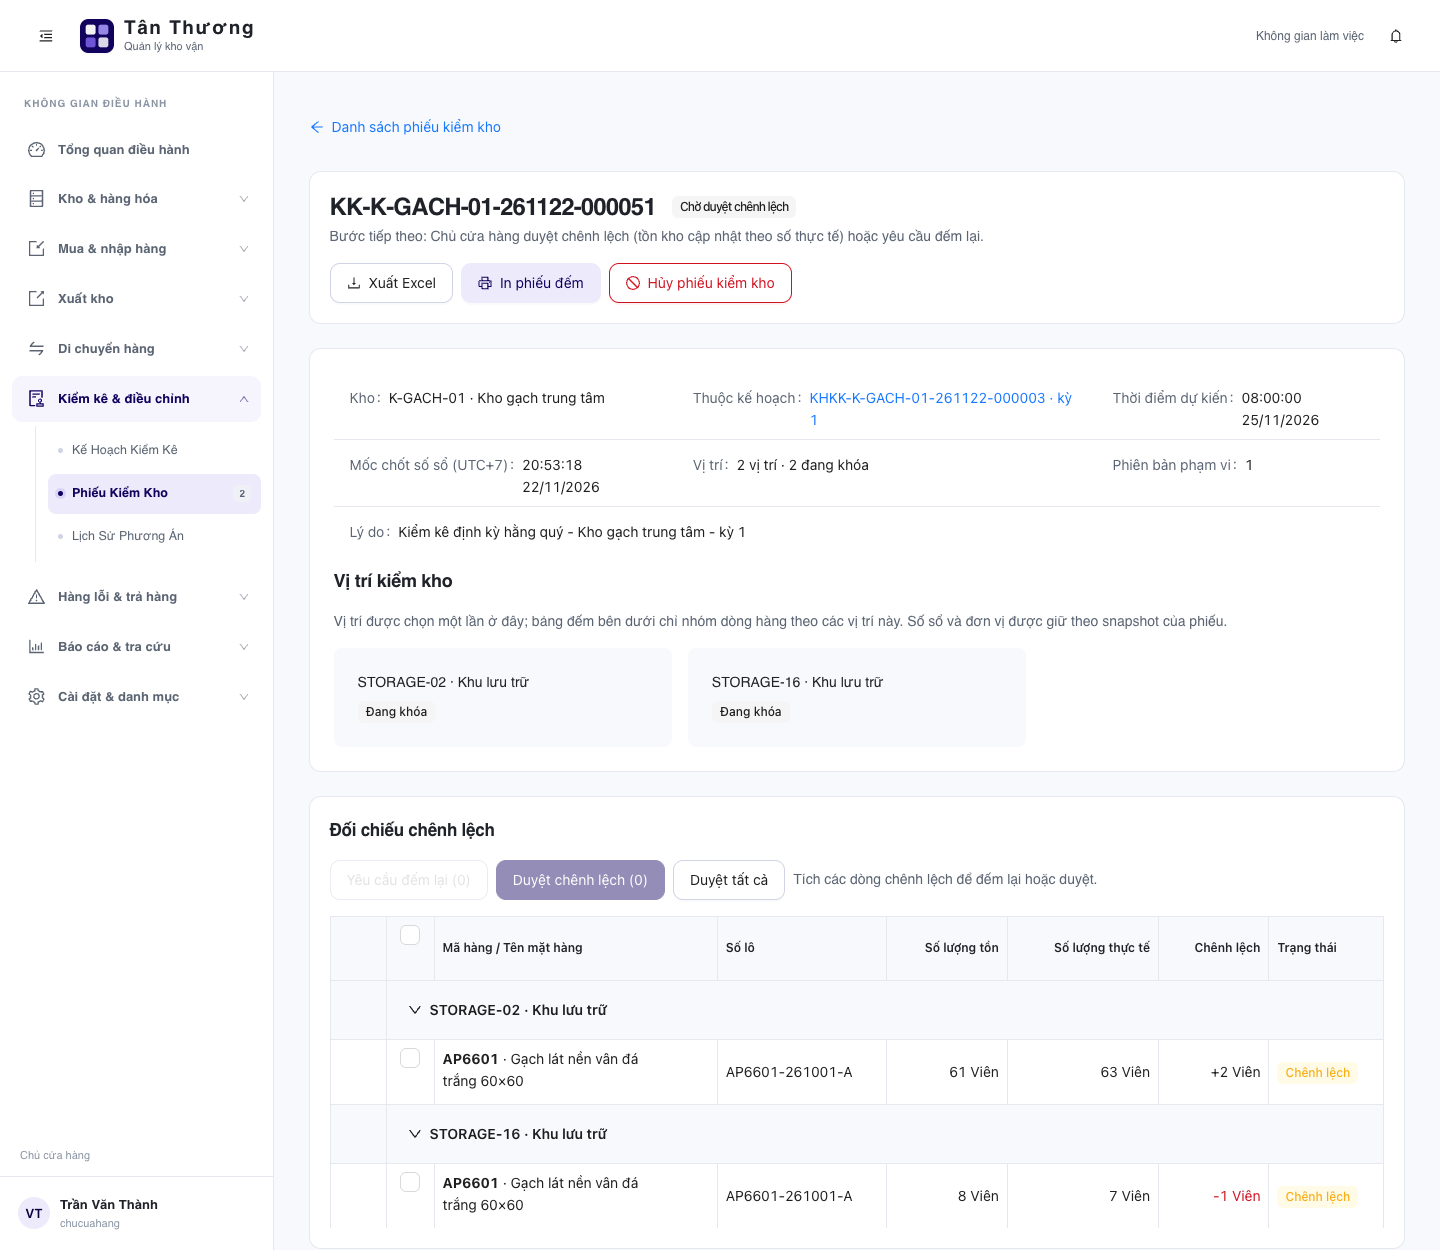 Tân Thương
Quản lý kho vận
Không gian làm việc
KHÔNG GIAN ĐIỀU HÀNH
Tổng quan điều hành
Kho & hàng hóa
Mua & nhập hàng
Xuất kho
Di chuyển hàng
Kiểm kê & điều chỉnh
Kế Hoạch Kiểm Kê
Phiếu Kiểm Kho
2
Lịch Sử Phương Án
Hàng lỗi & trả hàng
Báo cáo & tra cứu
Cài đặt & danh mục
Chủ cửa hàng
VT
Trần Văn Thành
chucuahang
Danh sách phiếu kiểm kho
KK-K-GACH-01-261122-000051 Chờ duyệt chênh lệch
Bước tiếp theo: Chủ cửa hàng duyệt chênh lệch (tồn kho cập nhật theo số thực tế) hoặc yêu cầu đếm lại.
Xuất Excel In phiếu đếm Hủy phiếu kiểm kho
Kho: K-GACH-01 · Kho gạch trung tâm
Thuộc kế hoạch: KHKK-K-GACH-01-261122-000003 · kỳ
1
Thời điểm dự kiến: 08:00:00
25/11/2026
Mốc chốt số sổ (UTC+7): 20:53:18
22/11/2026
Vị trí: 2 vị trí · 2 đang khóa
Phiên bản phạm vi: 1
Lý do: Kiểm kê định kỳ hằng quý - Kho gạch trung tâm - kỳ 1
Vị trí kiểm kho
Vị trí được chọn một lần ở đây; bảng đếm bên dưới chỉ nhóm dòng hàng theo các vị trí này. Số sổ và đơn vị được giữ theo snapshot của phiếu.
STORAGE-02 · Khu lưu trữ
Đang khóa
STORAGE-16 · Khu lưu trữ
Đang khóa
Đối chiếu chênh lệch
Yêu cầu đếm lại (0) Duyệt chênh lệch (0) Duyệt tất cả Tích các dòng chênh lệch để đếm lại hoặc duyệt.
Mã hàng / Tên mặt hàng Số lô Số lượng tồn Số lượng thực tế Chênh lệch Trạng thái
STORAGE-02 · Khu lưu trữ
AP6601 · Gạch lát nền vân đá
trắng 60×60
AP6601-261001-A 61 Viên 63 Viên +2 Viên Chênh lệch
STORAGE-16 · Khu lưu trữ
AP6601 · Gạch lát nền vân đá
trắng 60×60
AP6601-261001-A 8 Viên 7 Viên -1 Viên Chênh lệch